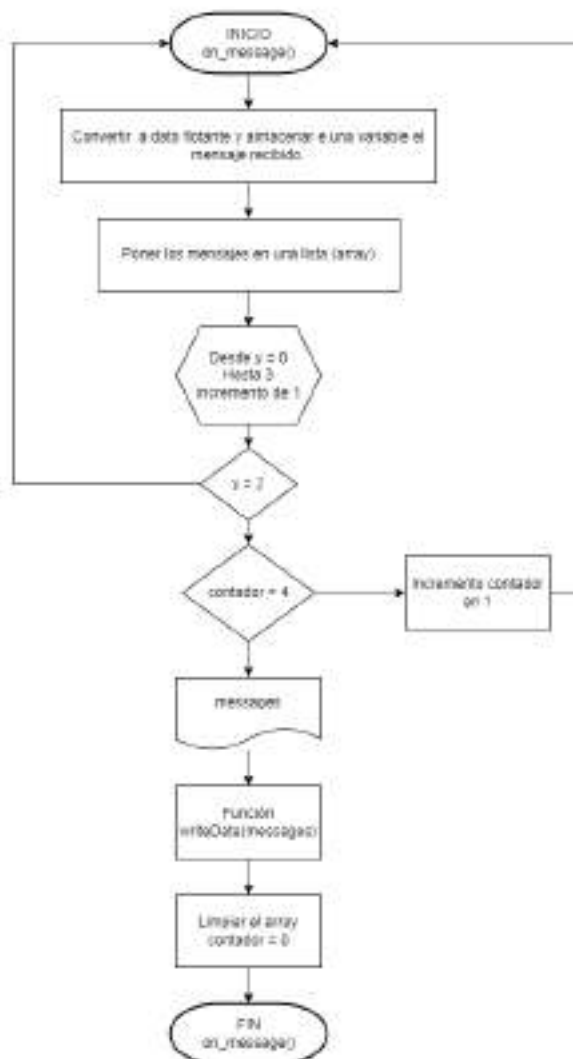 INICIO
on_message()
Convertir a dato flotante y almacenar e una variable el
mensaje recibido.
Poner los mensajes en una lista (array)
Desde y = 0
Hasta 3
incremento de 1
contador = 4
Incremento contador
en 1
messages
Función
writeData(messages)
Limpiar el array
contador = 0
FIN
on_message()